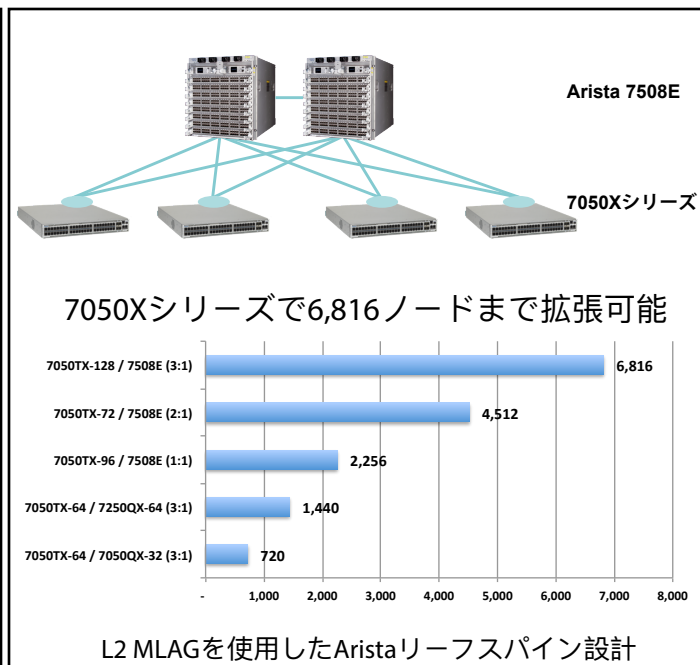 Arista 7508E
7050Xシリーズ
7050Xシリーズで6,816ノードまで拡張可能
7050TX-128 / 7508E (3:1)
6,816
7050TX-72 / 7508E (2:1)
4,512
7050TX-96 / 7508E (1:1)
2,256
7050TX-64 / 7250QX-64 (3:1)
1,440
7050TX-64 / 7050QX-32 (3:1)
720
- 1,000 2,000 3,000 4,000 5,000 6,000 7,000 8,000
L2 MLAGを使用したAristaリーフスパイン設計